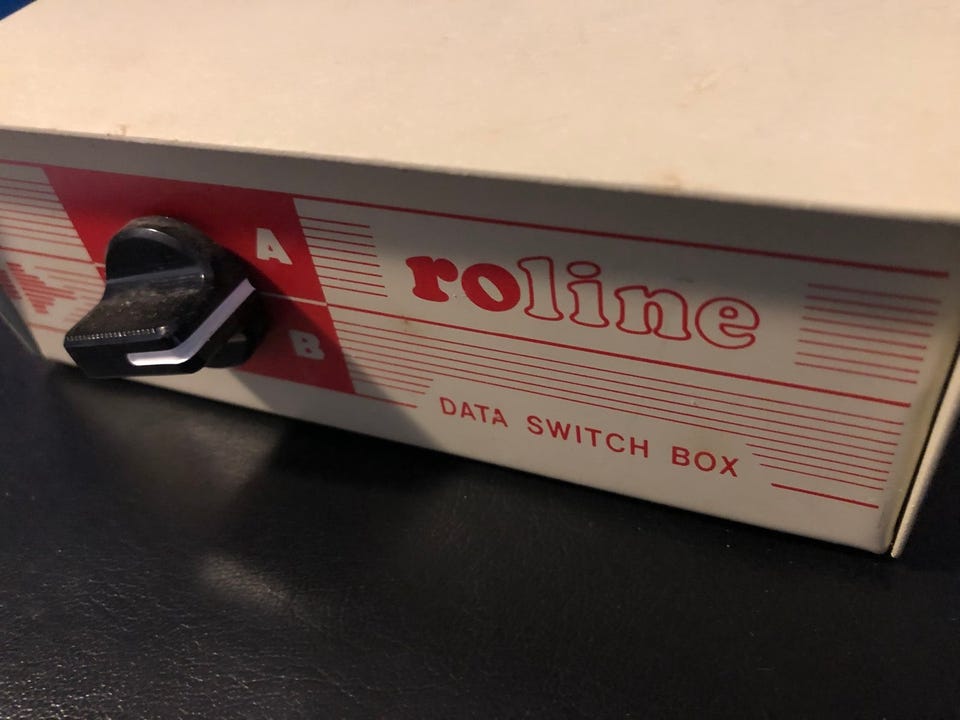 A
roline
B
DATA SWITCH BOX